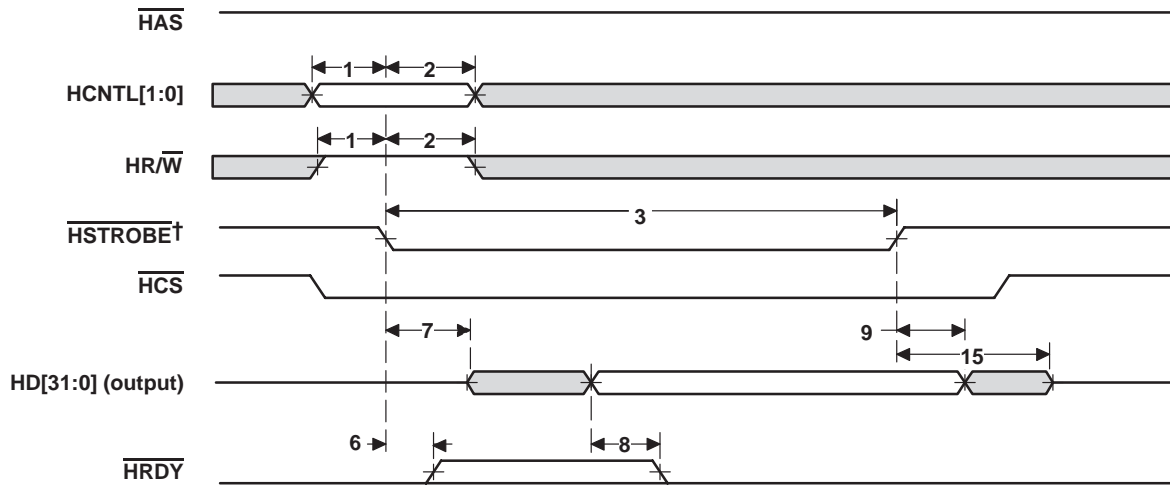 HAS
1 2
HCNTL[1:0]
1 2
HR/W
3
HSTROBE†
HCS
7 9
15
HD[31:0] (output)
6 8
HRDY